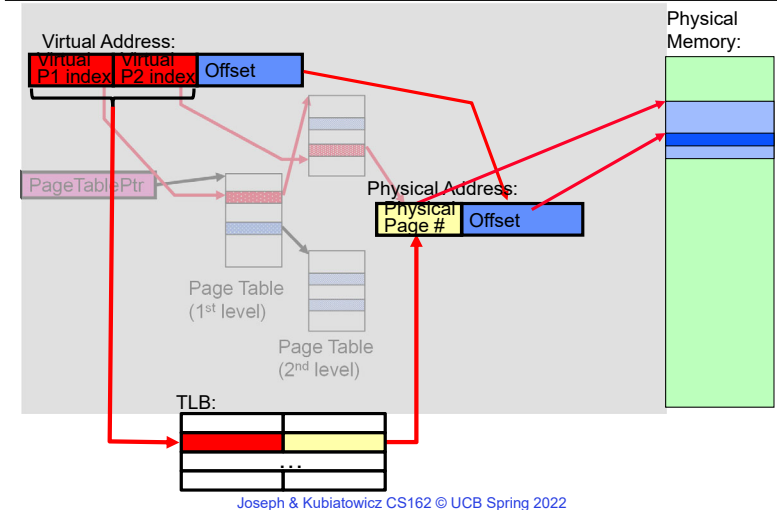 Physical
Memory:
Virtual Address:
Virtual
P1 index
Virtual
P2 index
Offset
PageTablePtr
Physical Address:
Physical
Page #
Offset
Page Table
(1st level)
Page Table
(2nd level)
TLB:
...
Joseph & Kubiatowicz CS162 © UCB Spring 2022